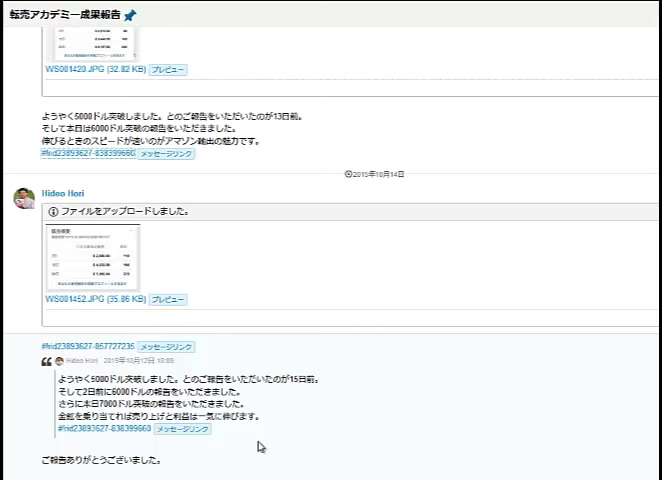 転売アカデミー成果報告
WS001420.JPG (32.82 KB) プレビュー
ようやく5000ドル突破しました。とのご報告をいただいたのが13日前。
そして本日は6000ドル突破の報告をいただきました。
伸びるときのスピードが速いのがアマゾン輸出の魅力です。
#!rid23893627-838399660 メッセージリンク
2015年10月14日
Hideo Hori
ファイルをアップロードしました。
WS001452.JPG (35.86 KB) プレビュー
#!rid23893627-857727235 メッセージリンク
Hideo Hori 2015年10月12日
ようやく5000ドル突破しました。とのご報告をいただいたのが15日前。
そして2日前に6000ドルの報告をいただきました。
さらに本日7000ドル突破の報告をいただきました。
金鉱を乗り当てれば売り上げと利益は一気に伸びます。
#!rid23893627-838399660 メッセージリンク
ご報告ありがとうございました。